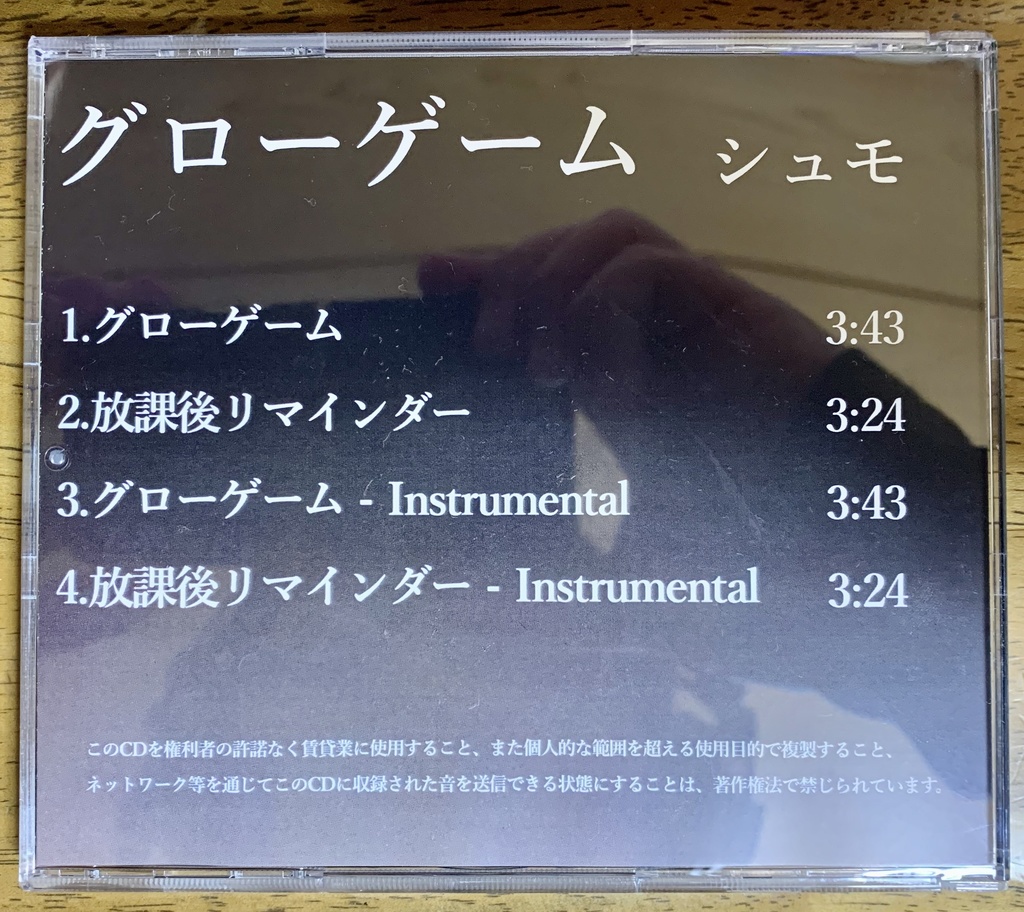 グローゲーム シュモ
1.グローゲーム 3:43
2.放課後リマインダー 3:24
3.グローゲーム - Instrumental 3:43
4.放課後リマインダー - Instrumental 3:24
このCDを権利者の許諾なく賃貸業に使用すること、また個人的な範囲を超える使用目的で複製すること、
ネットワーク等を通じてこのCDに収録された音を送信できる状態にすることは、著作権法で禁じられています。